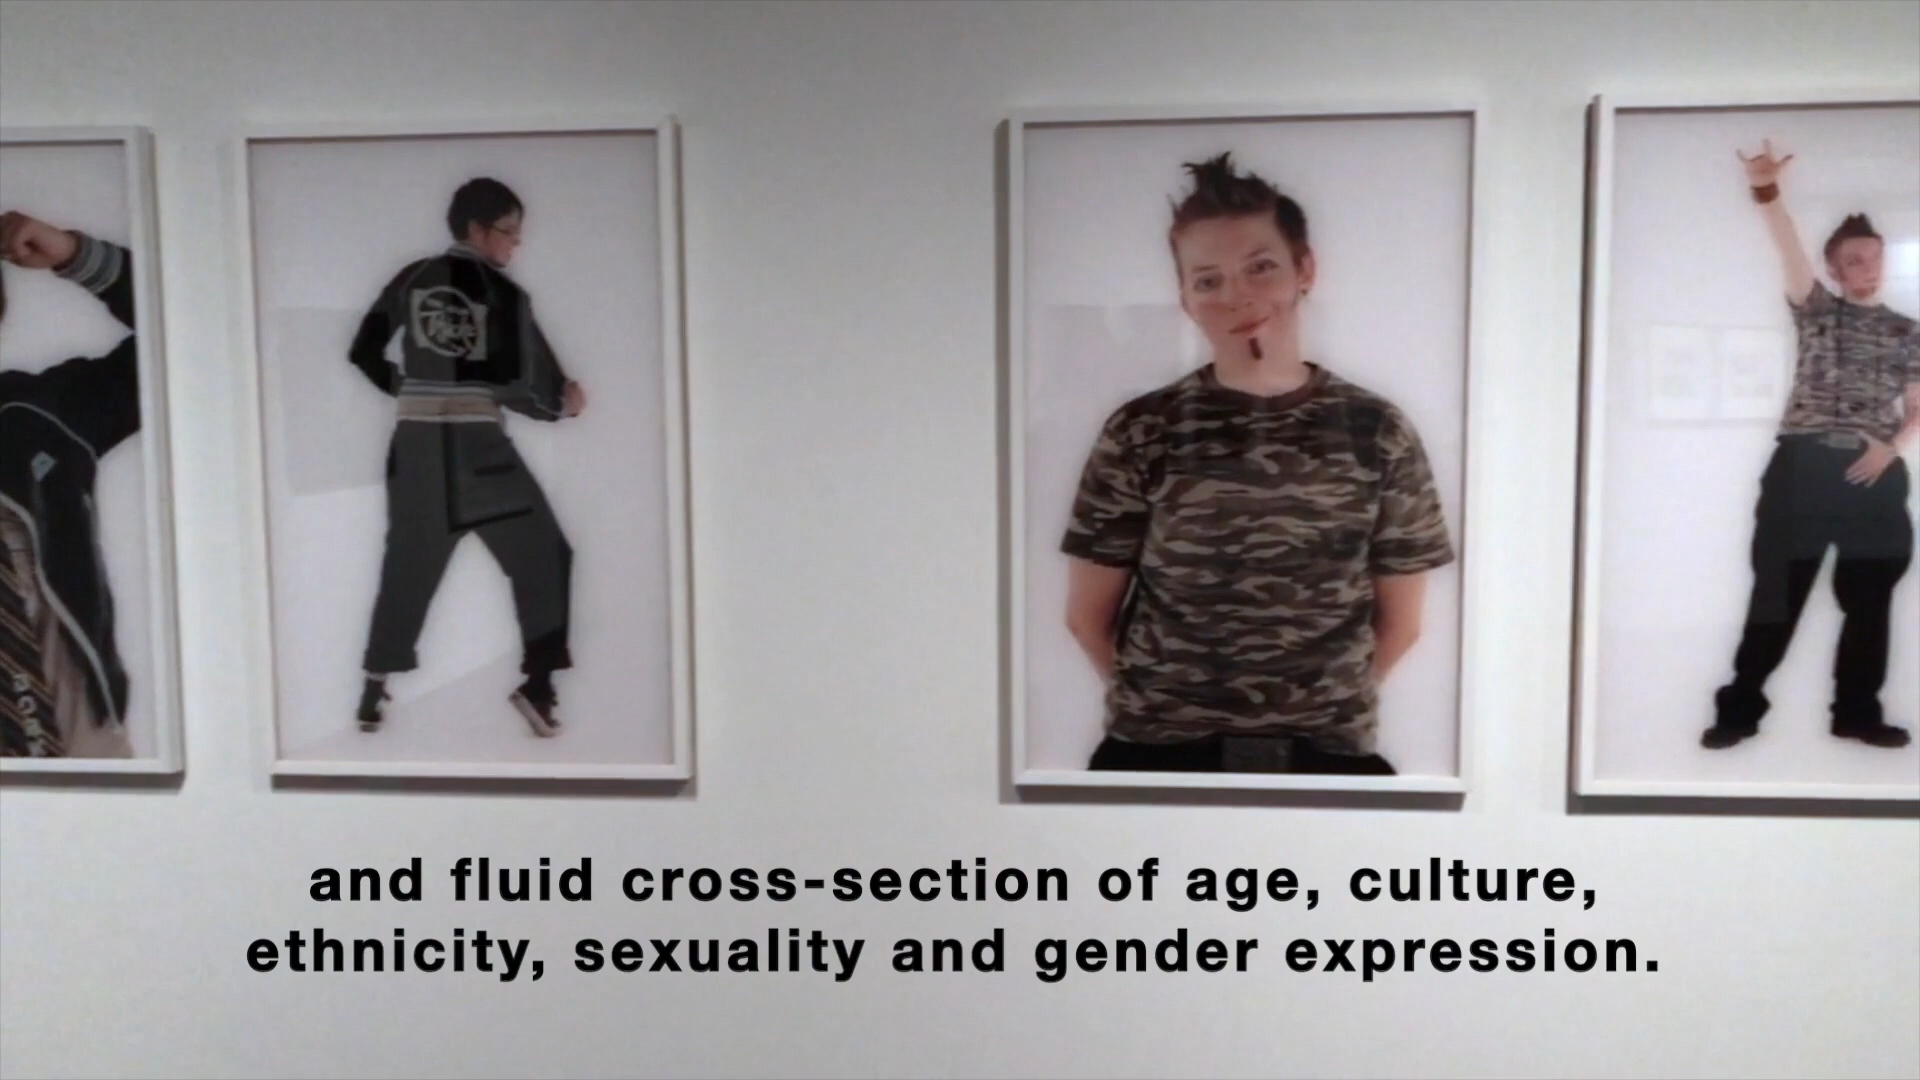 and fluid cross-section of age, culture,
ethnicity, sexuality and gender expression.